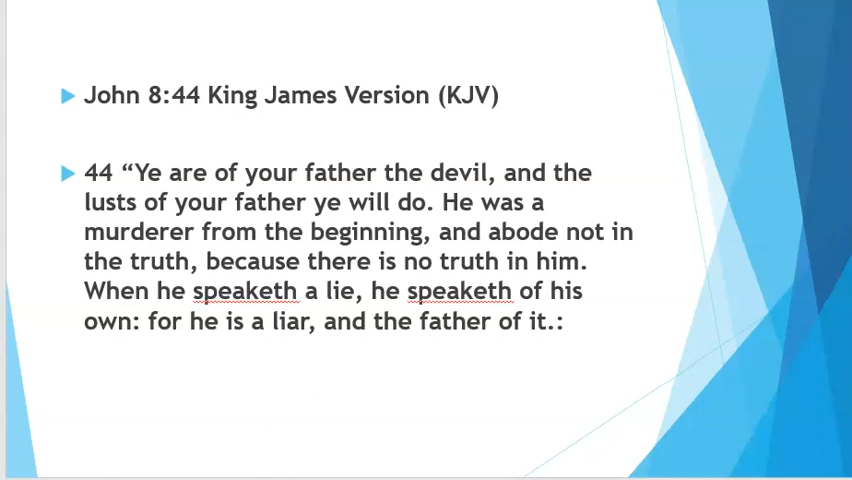 John 8:44 King James Version (KJV)
44 “Ye are of your father the devil, and the
lusts of your father ye will do. He was a
murderer from the beginning, and abode not in
the truth, because there is no truth in him.
When he speaketh a lie, he speaketh of his
own: for he is a liar, and the father of it.: